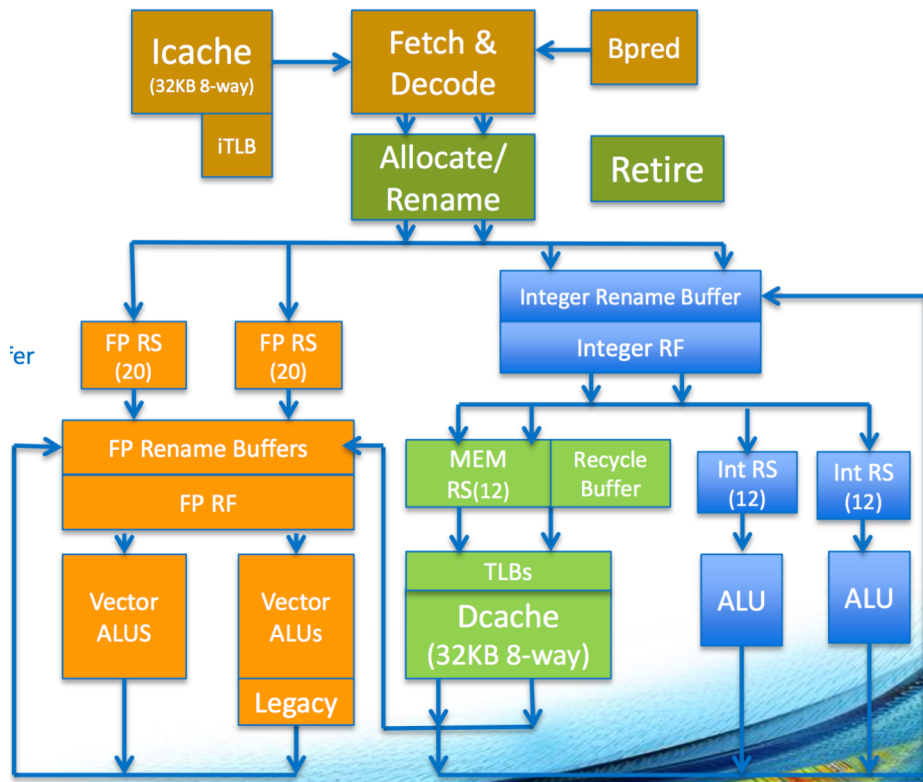 Icache
(32KB 8-way)
iTLB
Fetch &
Decode
Bpred
Allocate/
Rename
Retire
Integer Rename Buffer
Integer RF
FP RS
(20)
FP RS
(20)
fer
FP Rename Buffers
FP RF
MEM
RS(12)
Recycle
Buffer
Int RS
(12)
Int RS
(12)
Vector
ALUS
Vector
ALUs
Legacy
TLBs
Dcache
(32KB 8-way)
ALU
ALU